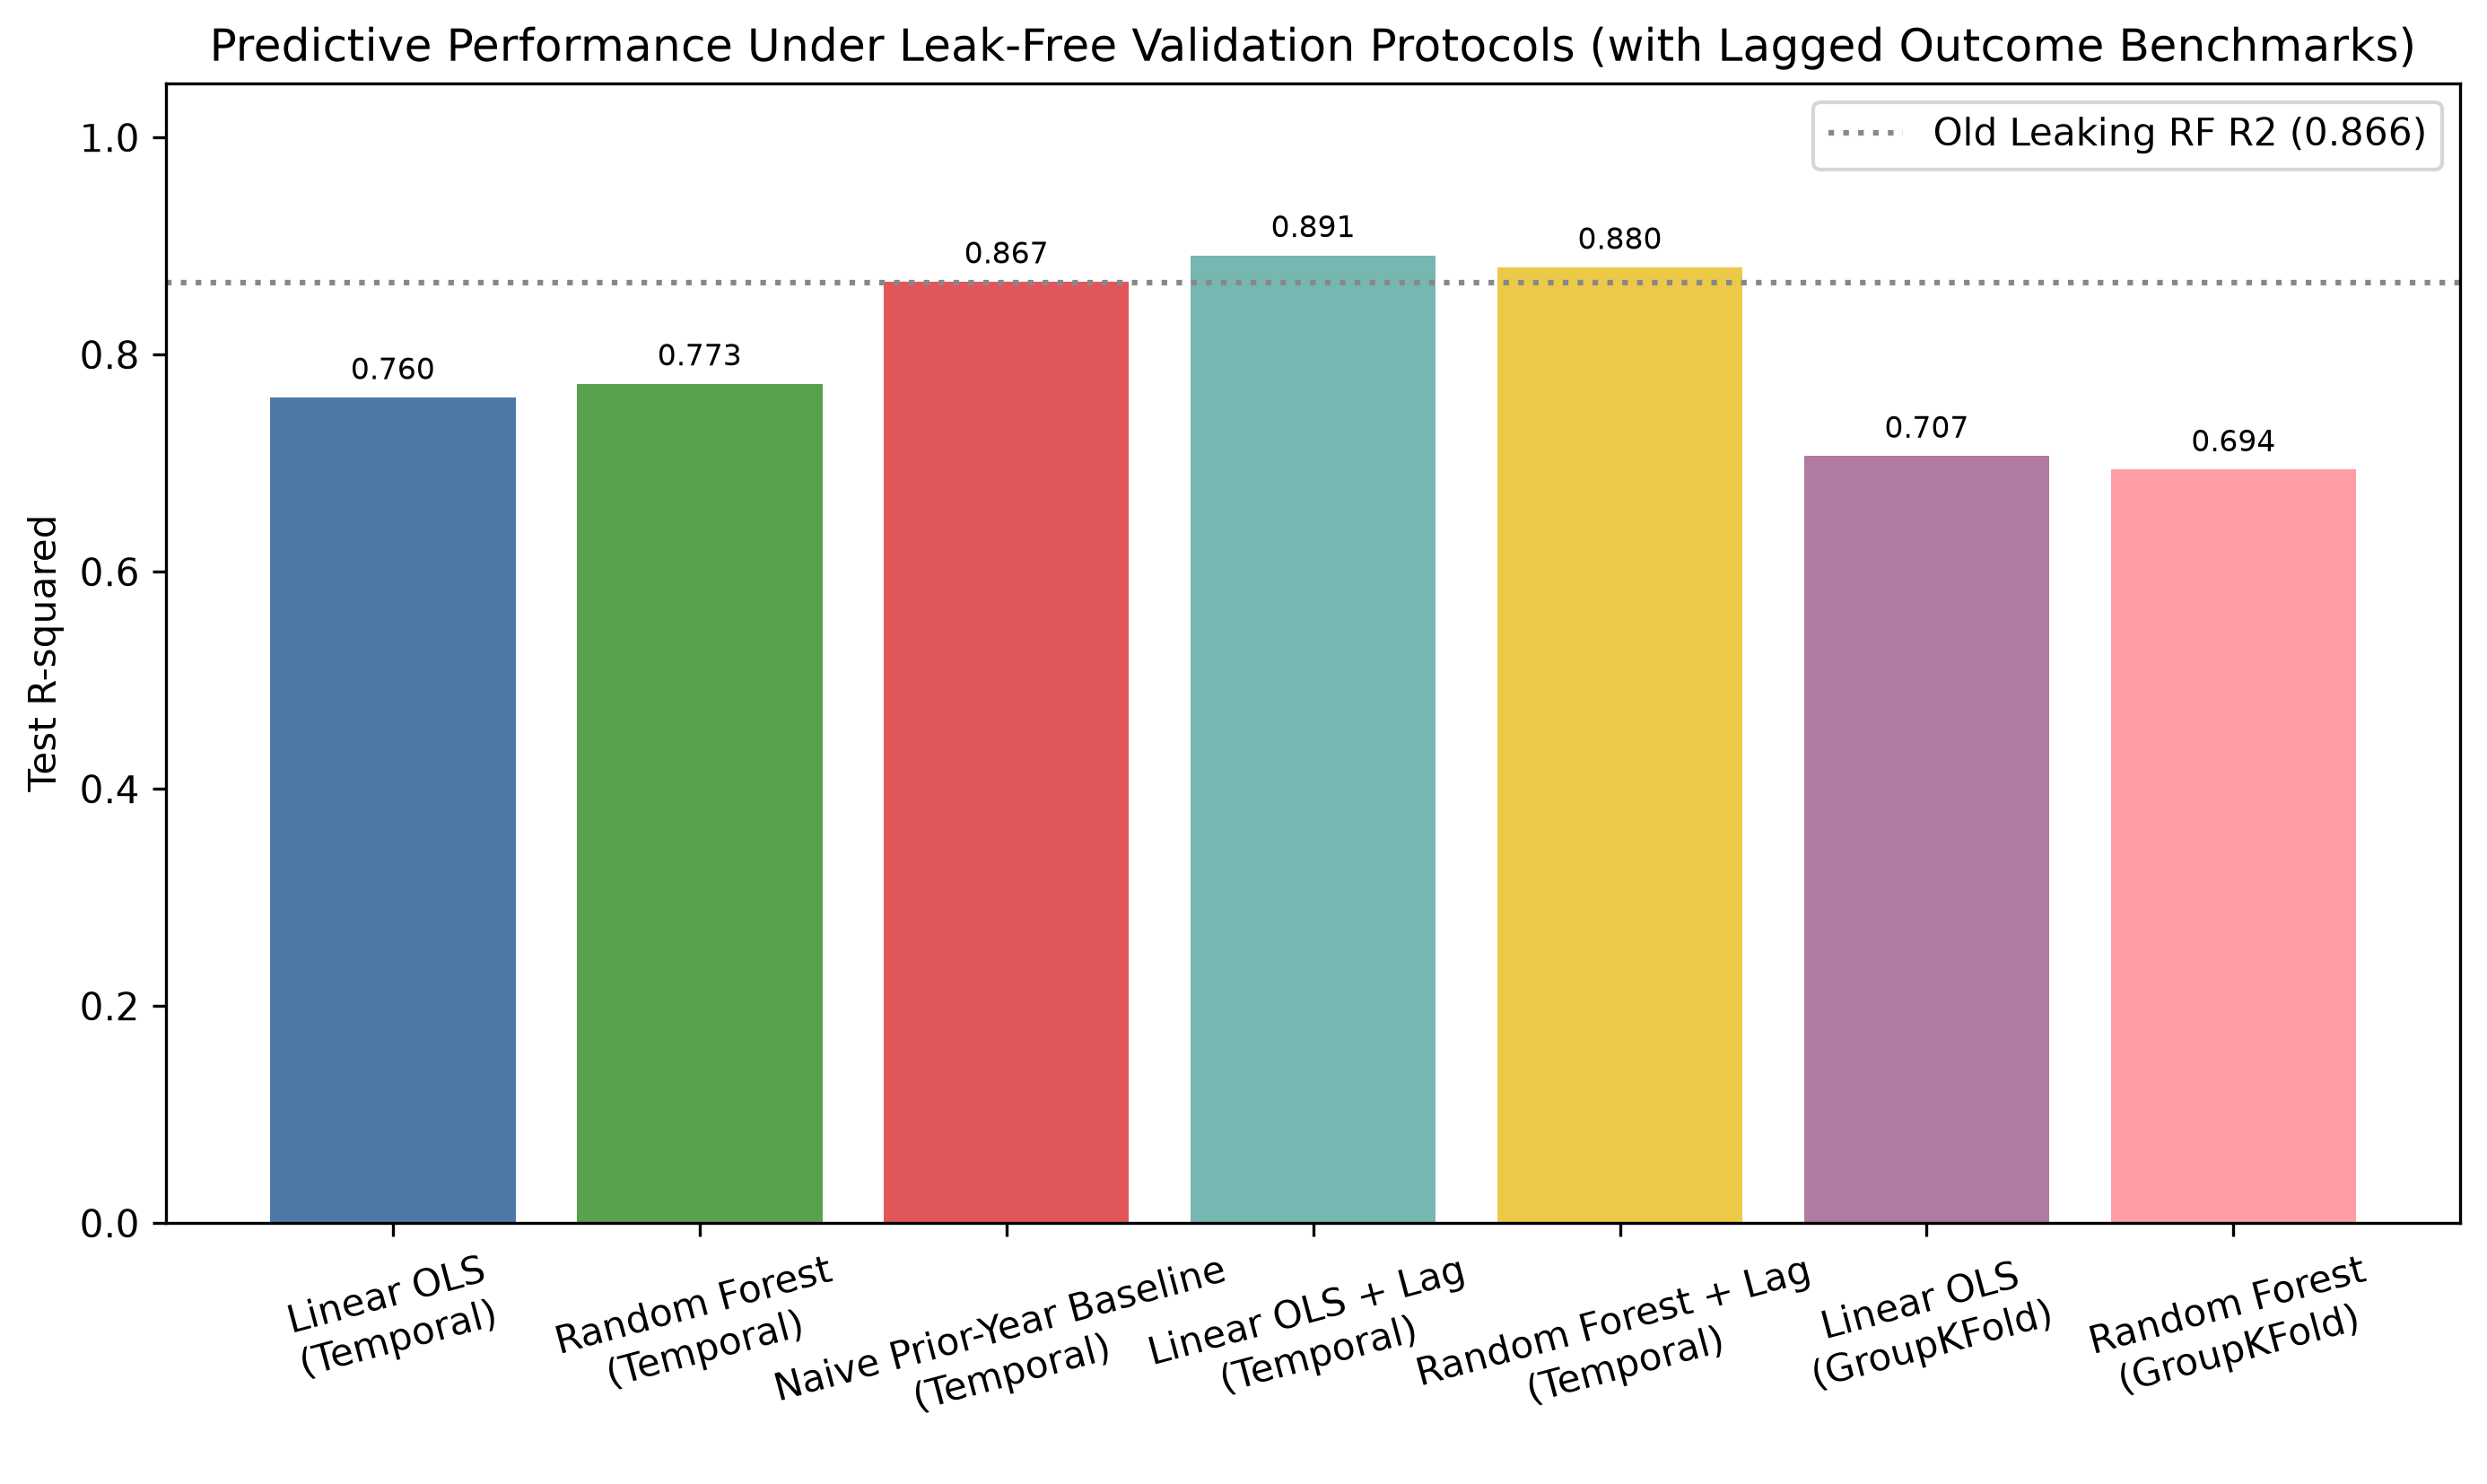 Predictive Performance Under Leak-Free Validation Protocols (with Lagged Outcome Benchmarks)
Old Leaking RF R2 (0.866)
Test R-squared
1.0
0.8
0.6
0.4
0.2
0.0
0.760
0.773
0.867
0.891
0.880
0.707
0.694
Linear OLS
(Temporal)
Random Forest
(Temporal)
Naive Prior-Year Baseline
(Temporal)
Linear OLS + Lag
(Temporal)
Random Forest + Lag
(Temporal)
Linear OLS
(GroupKFold)
Random Forest
(GroupKFold)